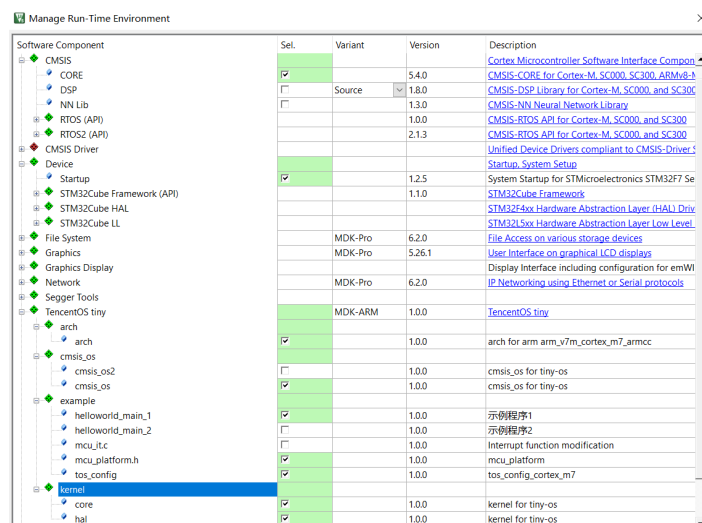 Manage Run-Time Environment
Software Component Sel. Variant Version Description
CMSIS Cortex Microcontroller Software Interface Compon
CORE 5.4.0 CMSIS-CORE for Cortex-M, SC000, SC300, ARMv8-M
DSP Source 1.8.0 CMSIS-DSP Library for Cortex-M, SC000, and SC300
NN Lib 1.3.0 CMSIS-NN Neural Network Library
RTOS (API) 1.0.0 CMSIS-RTOS API for Cortex-M, SC000, and SC300
RTOS2 (API) 2.1.3 CMSIS-RTOS API for Cortex-M, SC000, and SC300
CMSIS Driver Unified Device Drivers compliant to CMSIS-Driver S
Device Startup, System Setup
Startup 1.2.5 System Startup for STMicroelectronics STM32F7 Se
STM32Cube Framework (API) 1.1.0 STM32Cube Framework
STM32Cube HAL STM32F4xx Hardware Abstraction Layer (HAL) Driv
STM32Cube LL STM32L5xx Hardware Abstraction Layer Low Level
File System MDK-Pro 6.2.0 File Access on various storage devices
Graphics MDK-Pro 5.26.1 User Interface on graphical LCD displays
Graphics Display Display Interface including configuration for emWI
Network MDK-Pro 6.2.0 IP Networking using Ethernet or Serial protocols
Segger Tools
TencentOS tiny MDK-ARM 1.0.0 TencentOS tiny
arch
arch 1.0.0 arch for arm arm_v7m_cortex_m7_armcc
cmsis_os
cmsis_os2 1.0.0 cmsis_os for tiny-os
cmsis_os 1.0.0 cmsis_os for tiny-os
example
helloworld_main_1 1.0.0 示例程序1
helloworld_main_2 1.0.0 示例程序2
mcu_it.c 1.0.0 Interrupt function modification
mcu_platform.h 1.0.0 mcu_platform
tos_config 1.0.0 tos_config_cortex_m7
kernel
core 1.0.0 kernel for tiny-os
hal 1.0.0 kernel for tiny-os